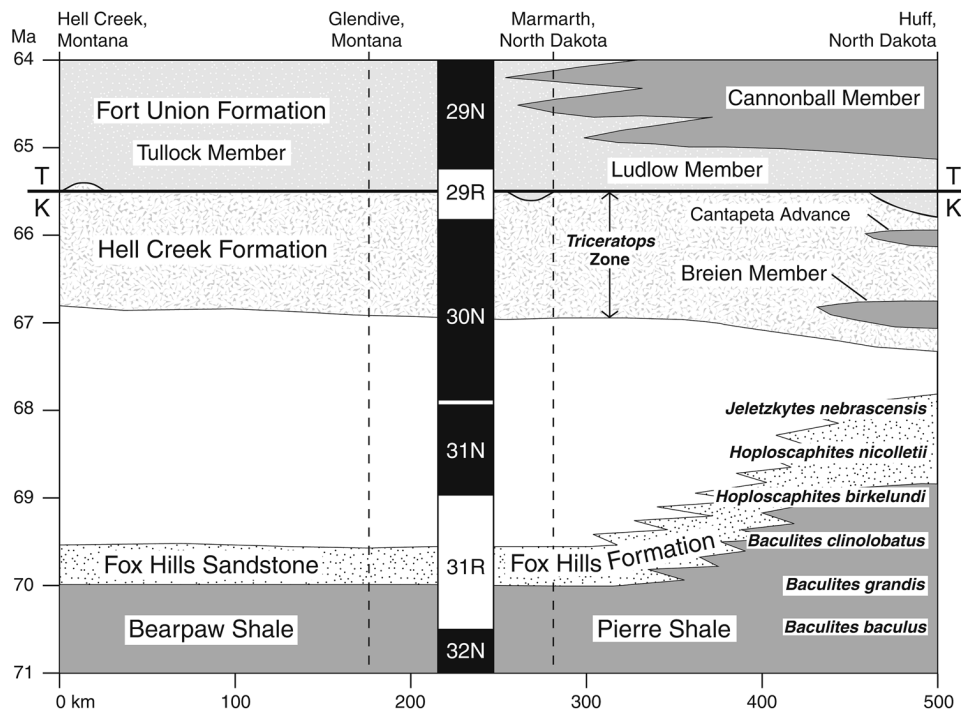 Hell Creek,
Montana
Glendive,
Montana
Marmarth,
North Dakota
Huff,
North Dakota
Ma
64
65
66
67
68
69
70
71
T
K
T
K
Fort Union Formation
Tullock Member
29N
Cannonball Member
Ludlow Member
29R
Cantapeta Advance
Triceratops
Zone
Hell Creek Formation
Breien Member
30N
Jeletzkytes nebrascensis
31N
Hoploscaphites nicolletii
Hoploscaphites birkelundi
Baculites clinolobatus
Fox Hills Sandstone
31R
Fox Hills Formation
Baculites grandis
Bearpaw Shale
Pierre Shale
Baculites baculus
32N
0 km
100
200
300
400
500